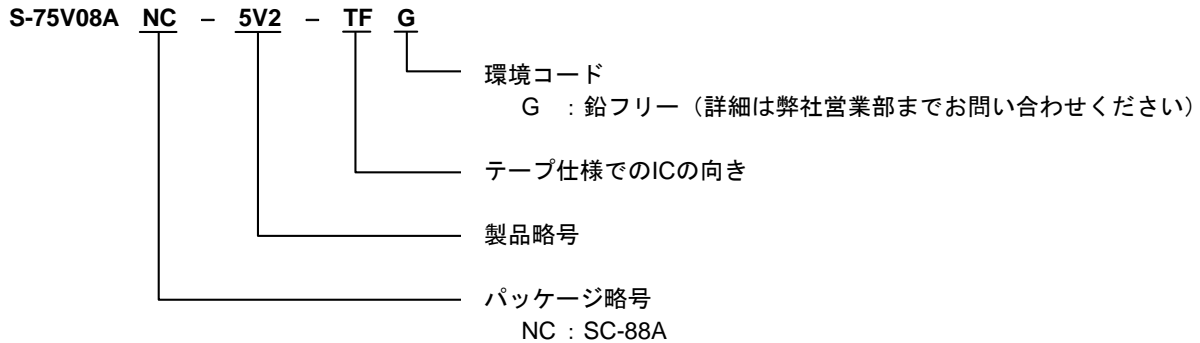 S-75V08A NC – 5V2 – TF G
環境コード
G ：鉛フリー（詳細は弊社営業部までお問い合わせください）
テープ仕様でのICの向き
製品略号
パッケージ略号
NC ：SC-88A